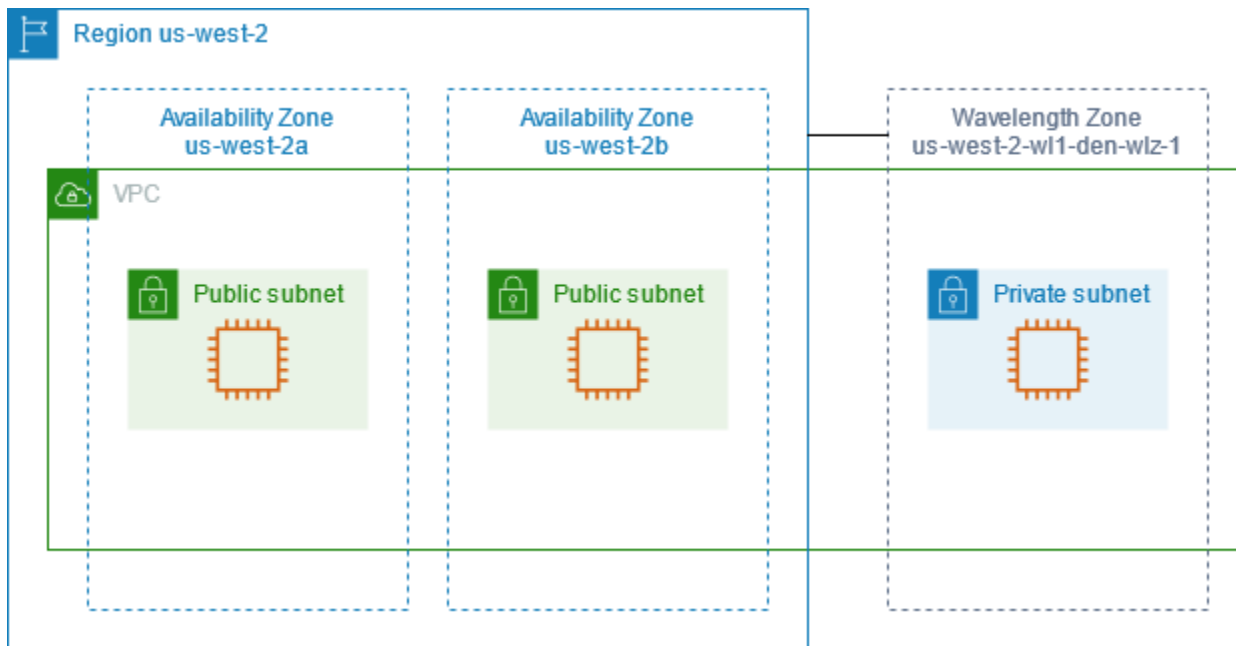 Region us-west-2
Availability Zone
us-west-2a
Availability Zone
us-west-2b
Wavelength Zone
us-west-2-wl1-den-wlz-1
VPC
Public subnet
Public subnet
Private subnet